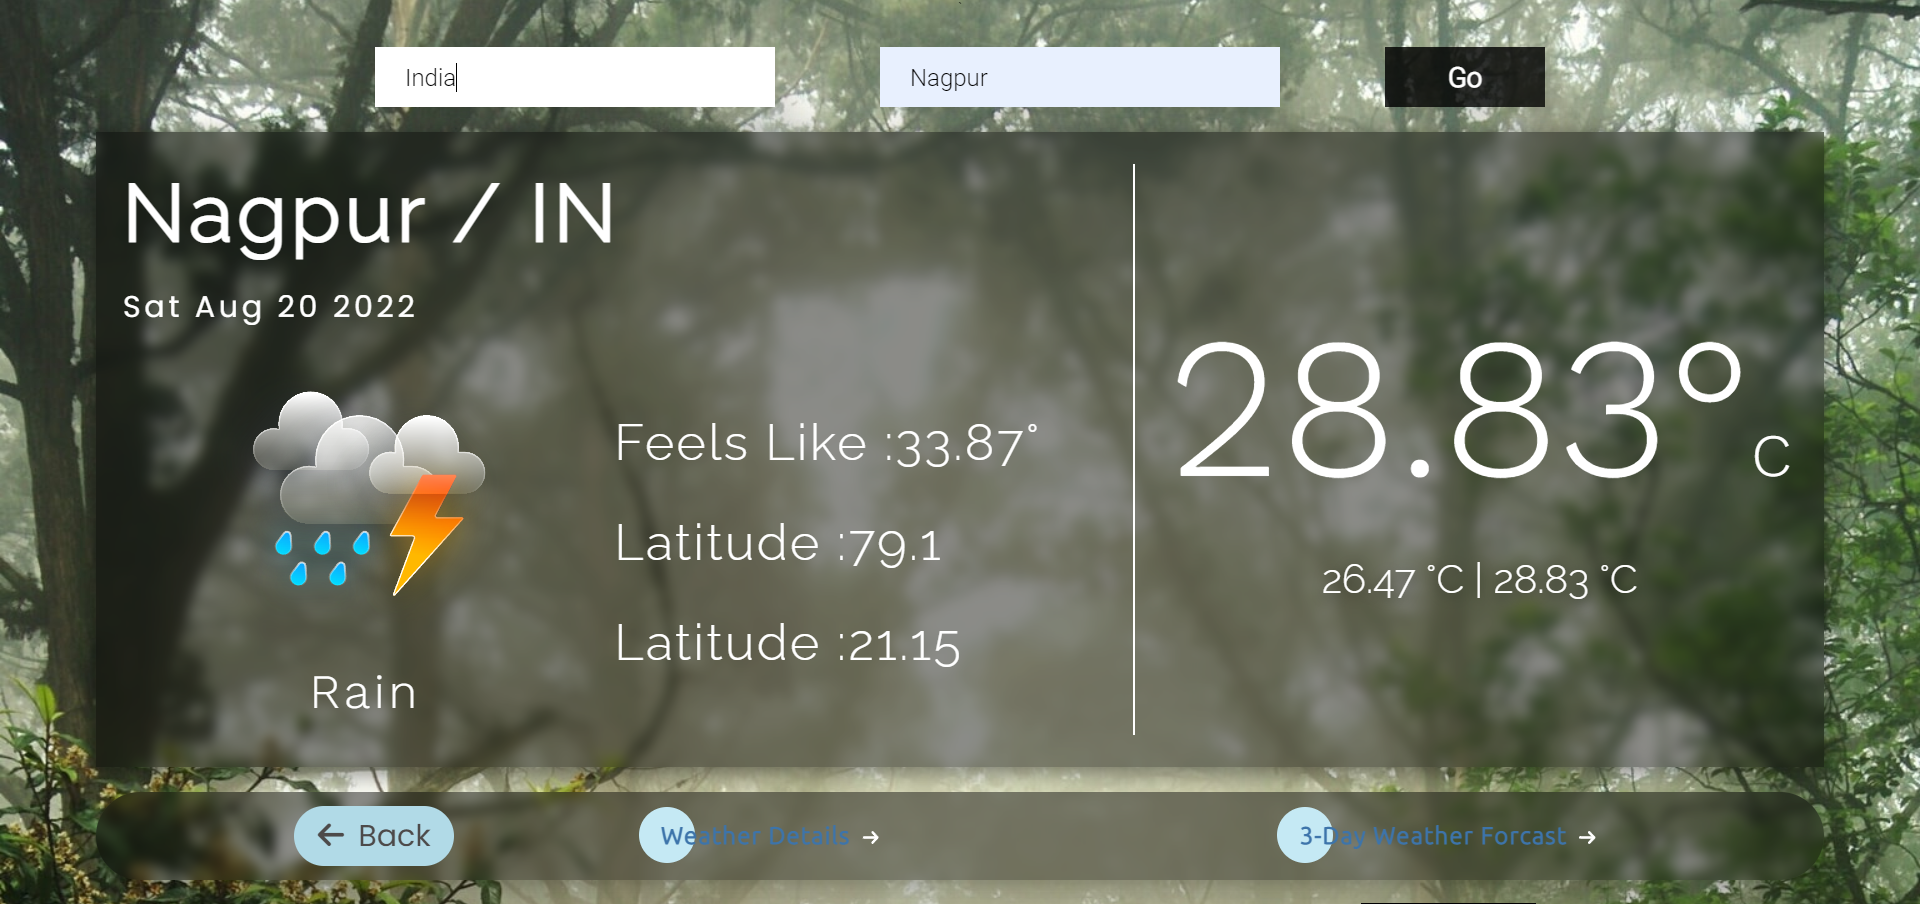 India
Nagpur
Go
Nagpur / IN
Sat Aug 20 2022
Rain
Feels Like :33.87°
Latitude :79.1
Latitude :21.15
28.83° C
26.47 °C | 28.83 °C
← Back
Weather Details →
3-Day Weather Forcast →